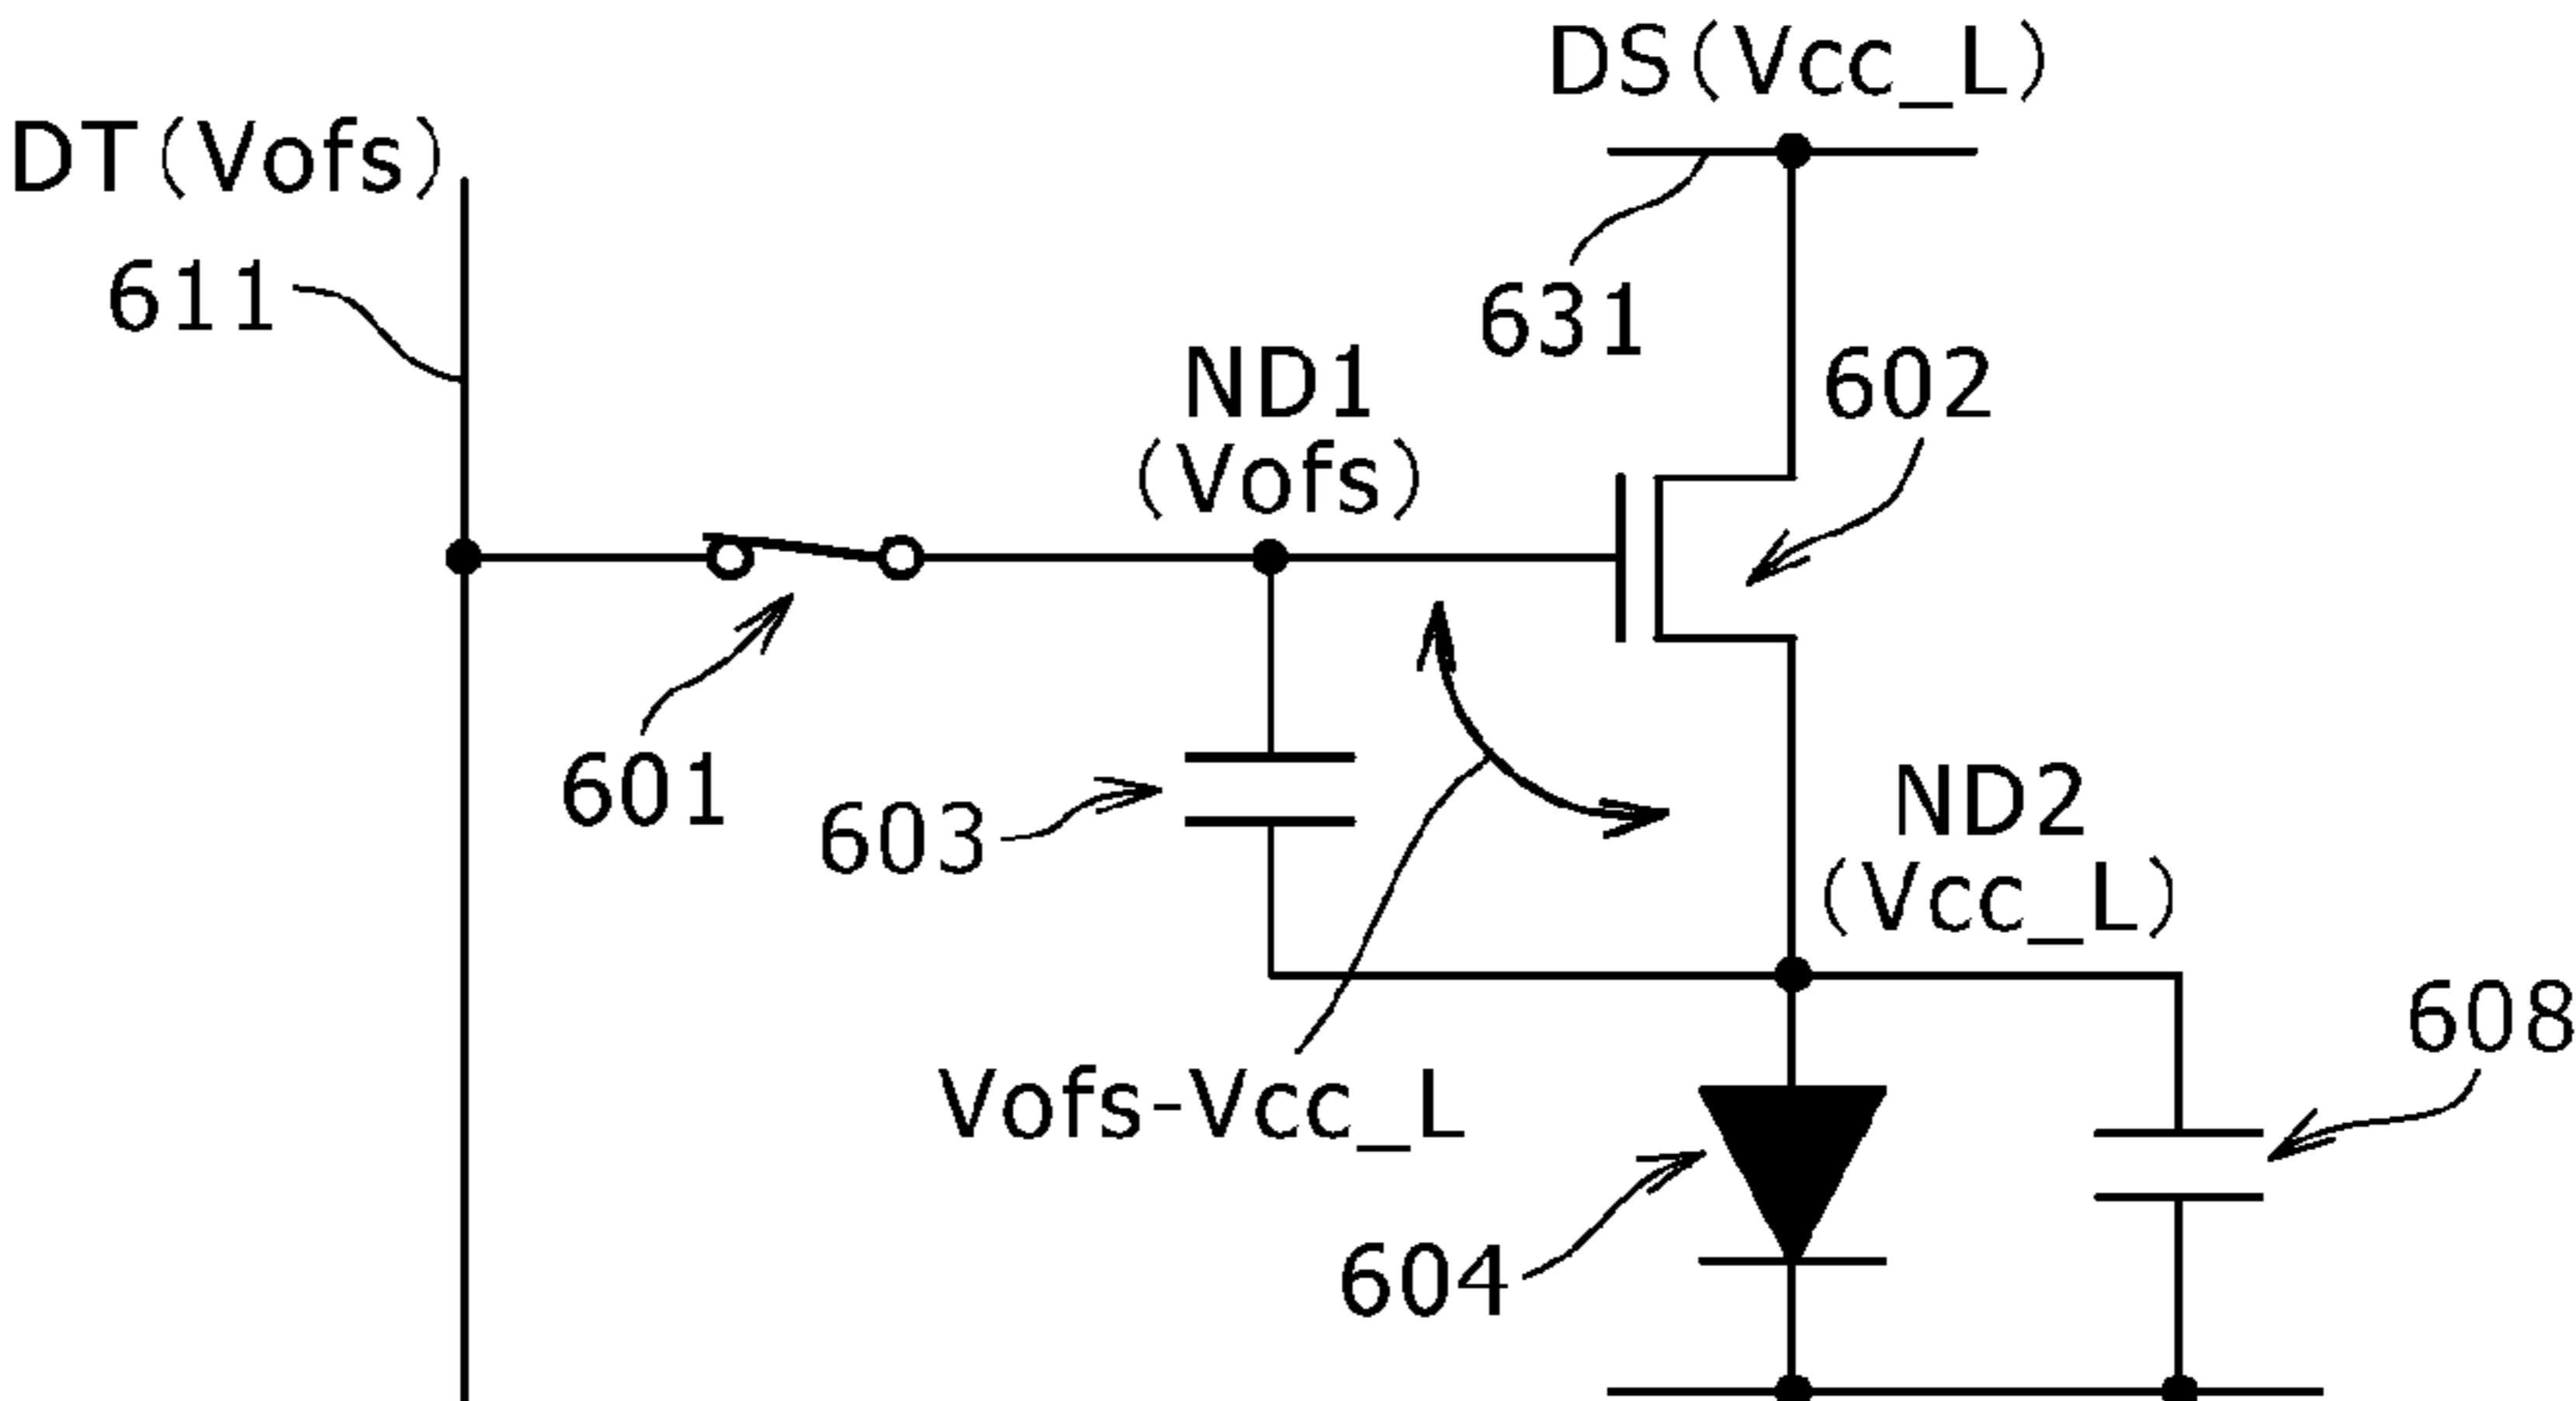 DS(Vcc_L)
DT(Vofs)
611
631
ND1
(Vofs)
602
601
603
ND2
(Vcc_L)
608
Vofs-Vcc_L
604